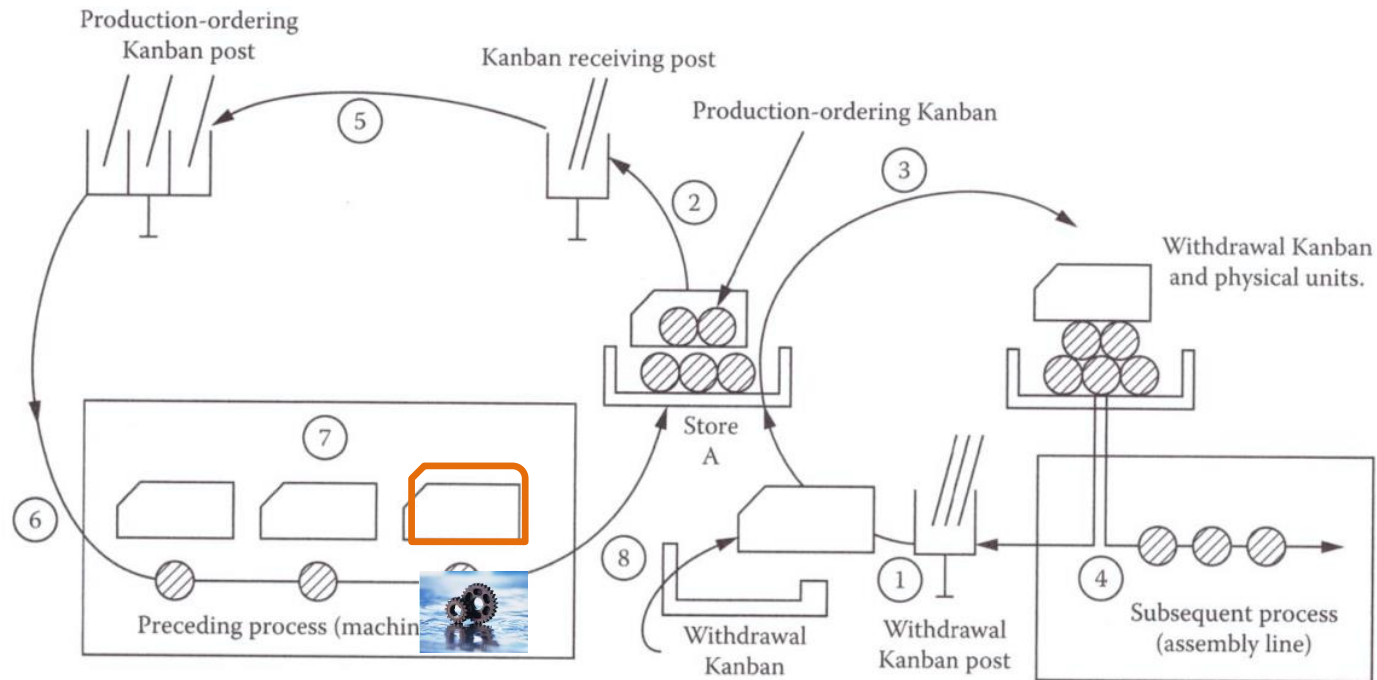 Production-ordering
Kanban post
Kanban receiving post
Production-ordering Kanban
5
3
2
Withdrawal Kanban
and physical units.
Store
A
7
6
8
1
4
Preceding process
Withdrawal
Kanban
Withdrawal
Kanban post
Subsequent process
(assembly line)